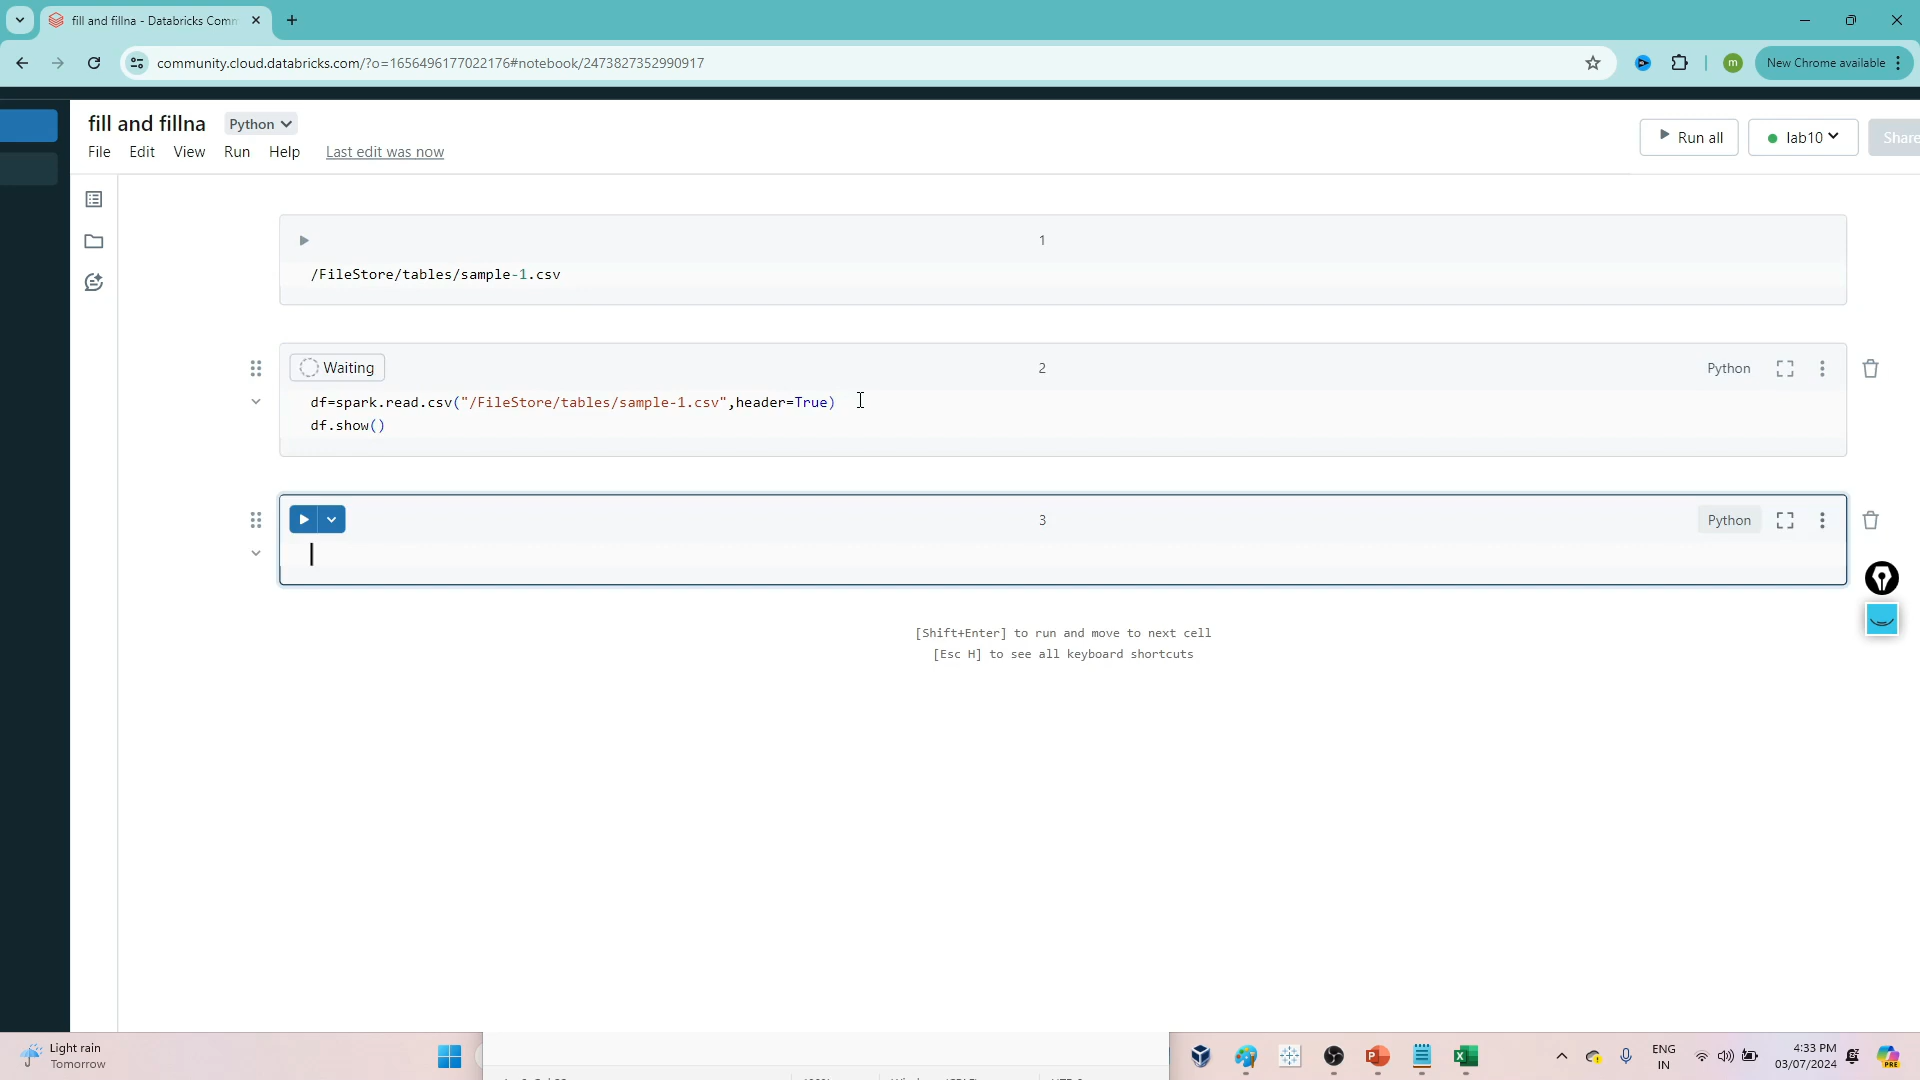 fill and fillna - Databricks Comm
community.cloud.databricks.com/?o=1656496177022176#notebook/2473827352990917
m
New Chrome available
fill and fillna
Python
File Edit View Run Help Last edit was now
Run all
lab10
Share
1
/FileStore/tables/sample-1.csv
Waiting
2
Python
df=spark.read.csv("/FileStore/tables/sample-1.csv",header=True)
df.show()
3
Python
[Shift+Enter] to run and move to next cell
[Esc H] to see all keyboard shortcuts
Light rain
Tomorrow
ENG
IN
4:33 PM
03/07/2024
PRE